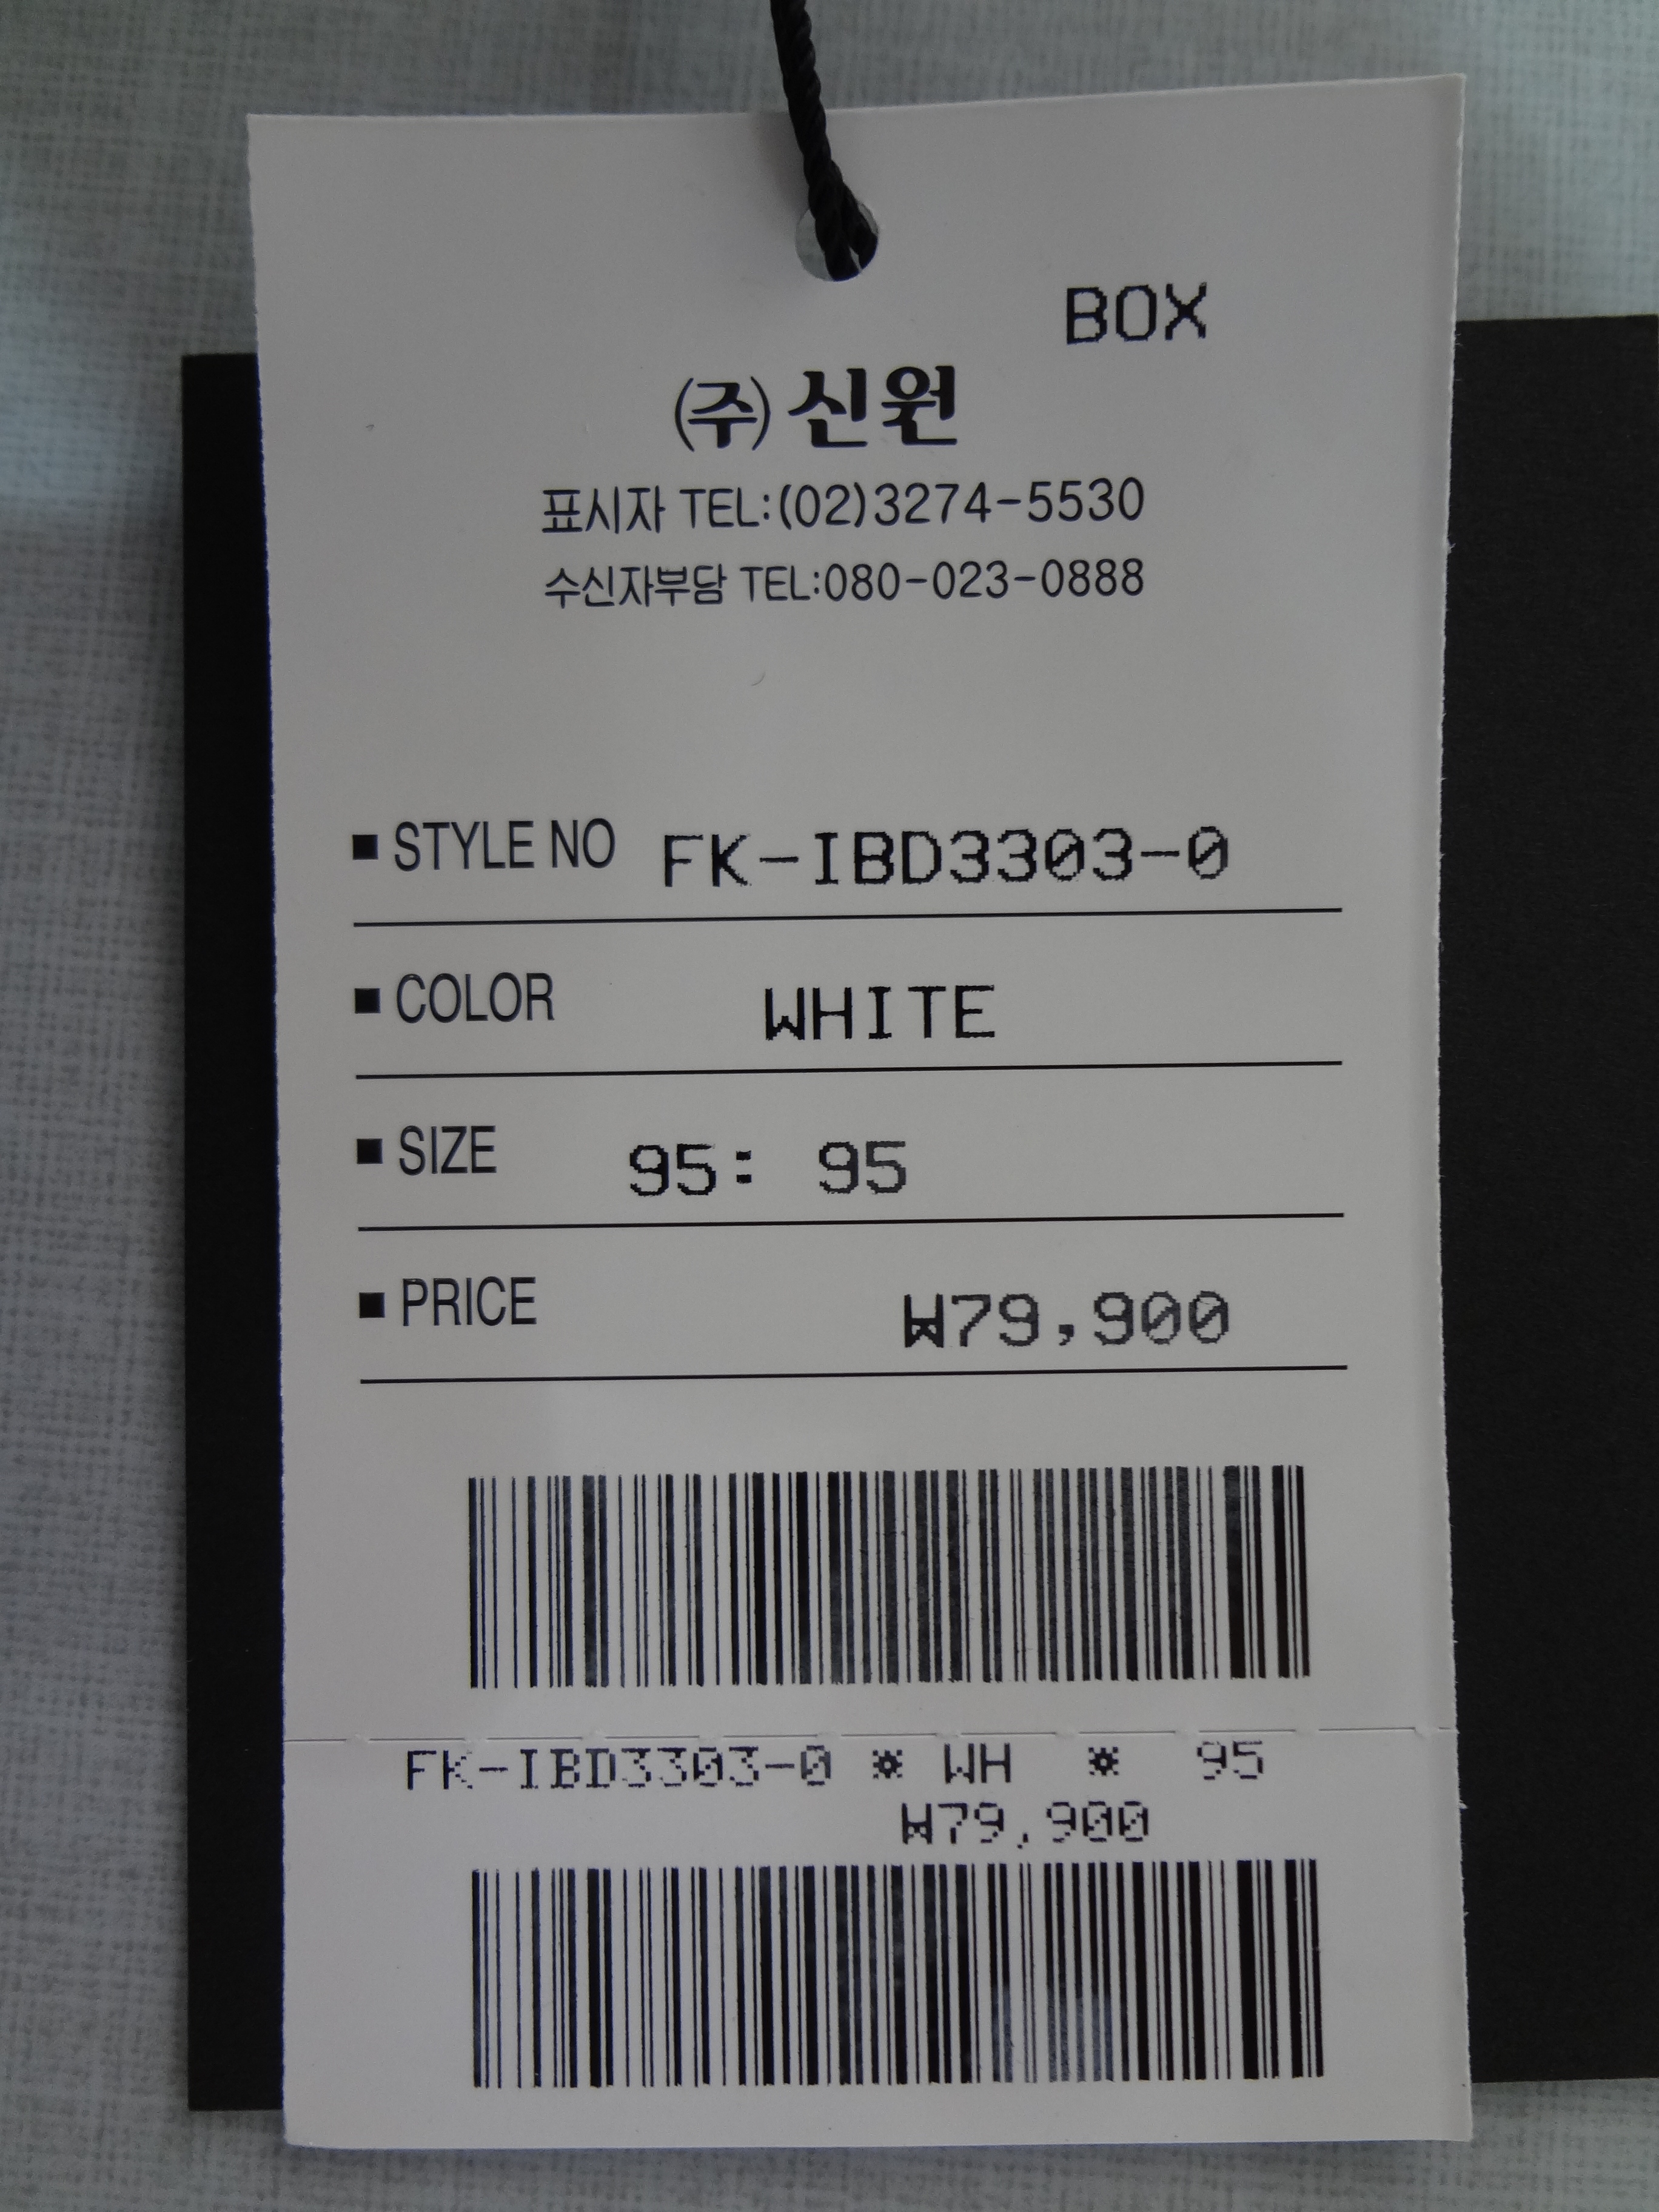 BOX
㈜신원
표시자 TEL:(02)3274-5530
수신자부담 TEL:080-023-0888
■ STYLE NO FK-IBD3303-0
■ COLOR WHITE
■ SIZE 95: 95
■ PRICE ₩79,900
FK-IBD3303-0 * WH * 95
₩79,900